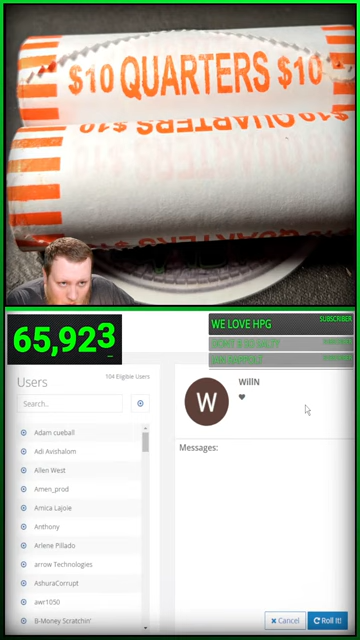 $10 QUARTERS $10
$10 QUARTERS $10
65,923
WE LOVE HPG
SUBSCRIBER
Users
104 Eligible Users
Search..
Adam cueball
Adi Avishalom
Allen West
Amen_prod
Amica Lajoie
Anthony
Arlene Pillado
arrow Technologies
AshuraCorrupt
awr1050
B-Money Scratchin'
W
WillN
Messages:
Cancel
Roll It!